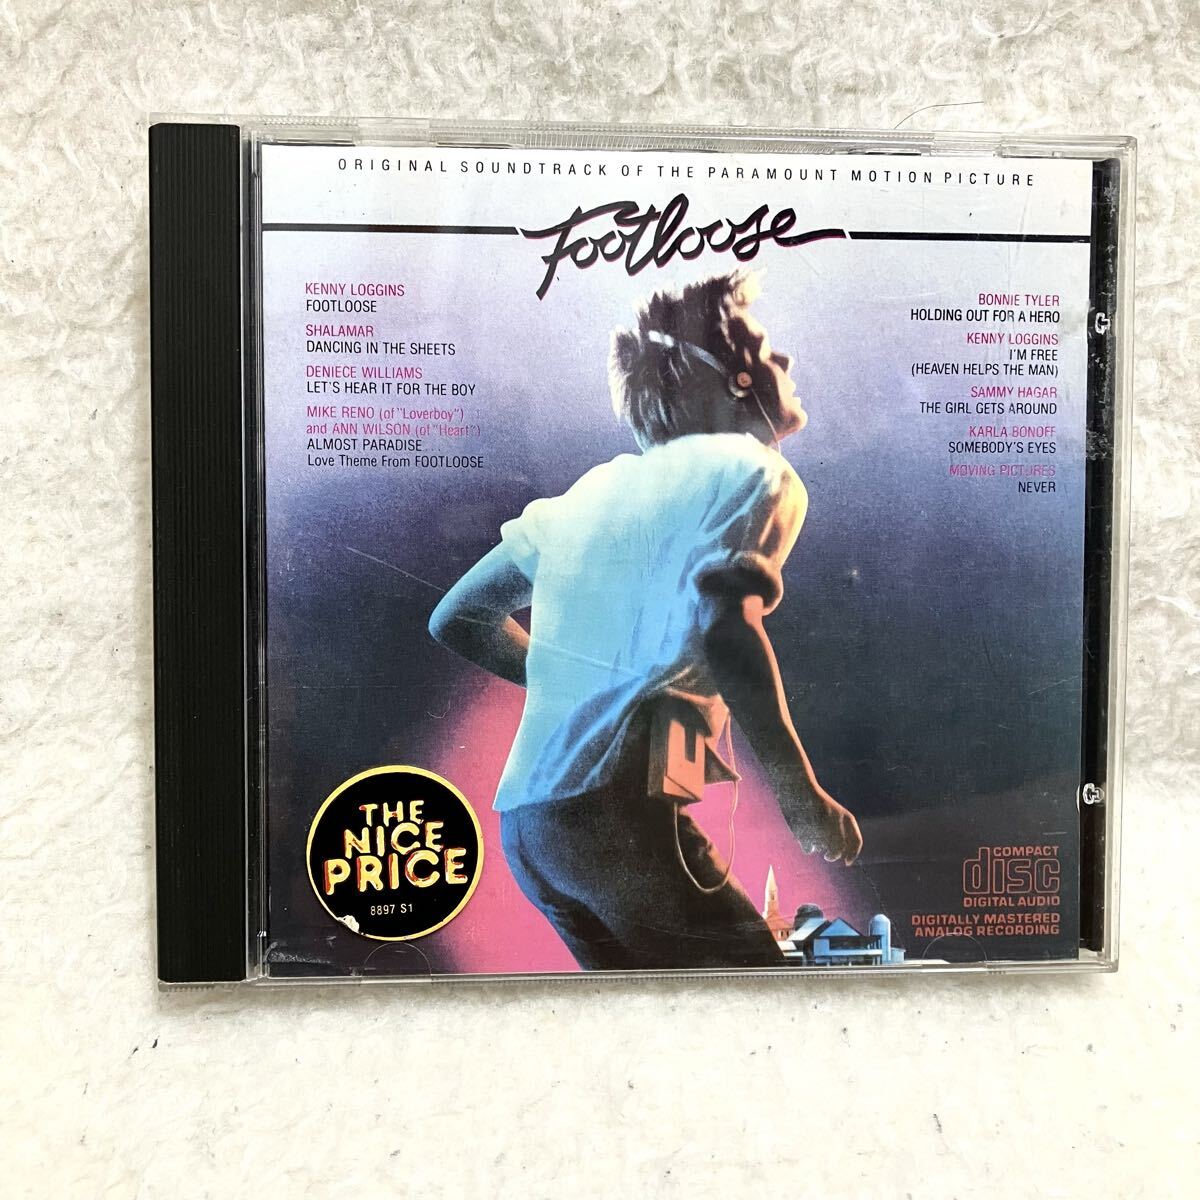 ORIGINAL SOUNDTRACK OF THE PARAMOUNT MOTION PICTURE
Footloose
KENNY LOGGINS
FOOTLOOSE
SHALAMAR
DANCING IN THE SHEETS
DENIECE WILLIAMS
LET'S HEAR IT FOR THE BOY
MIKE RENO (of "Loverboy")
and ANN WILSON (of "Heart")
ALMOST PARADISE...
Love Theme From FOOTLOOSE
BONNIE TYLER
HOLDING OUT FOR A HERO
KENNY LOGGINS
I'M FREE
(HEAVEN HELPS THE MAN)
SAMMY HAGAR
THE GIRL GETS AROUND
KARLA BONOFF
SOMEBODY'S EYES
MOVING PICTURES
NEVER
THE
NICE
PRICE
8897 S1
COMPACT
disc
DIGITAL AUDIO
DIGITALLY MASTERED
ANALOG RECORDING